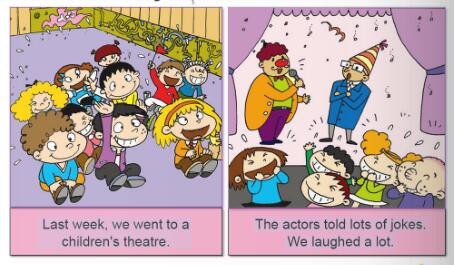 Last week, we went to a
children's theatre.
The actors told lots of jokes.
We laughed a lot.